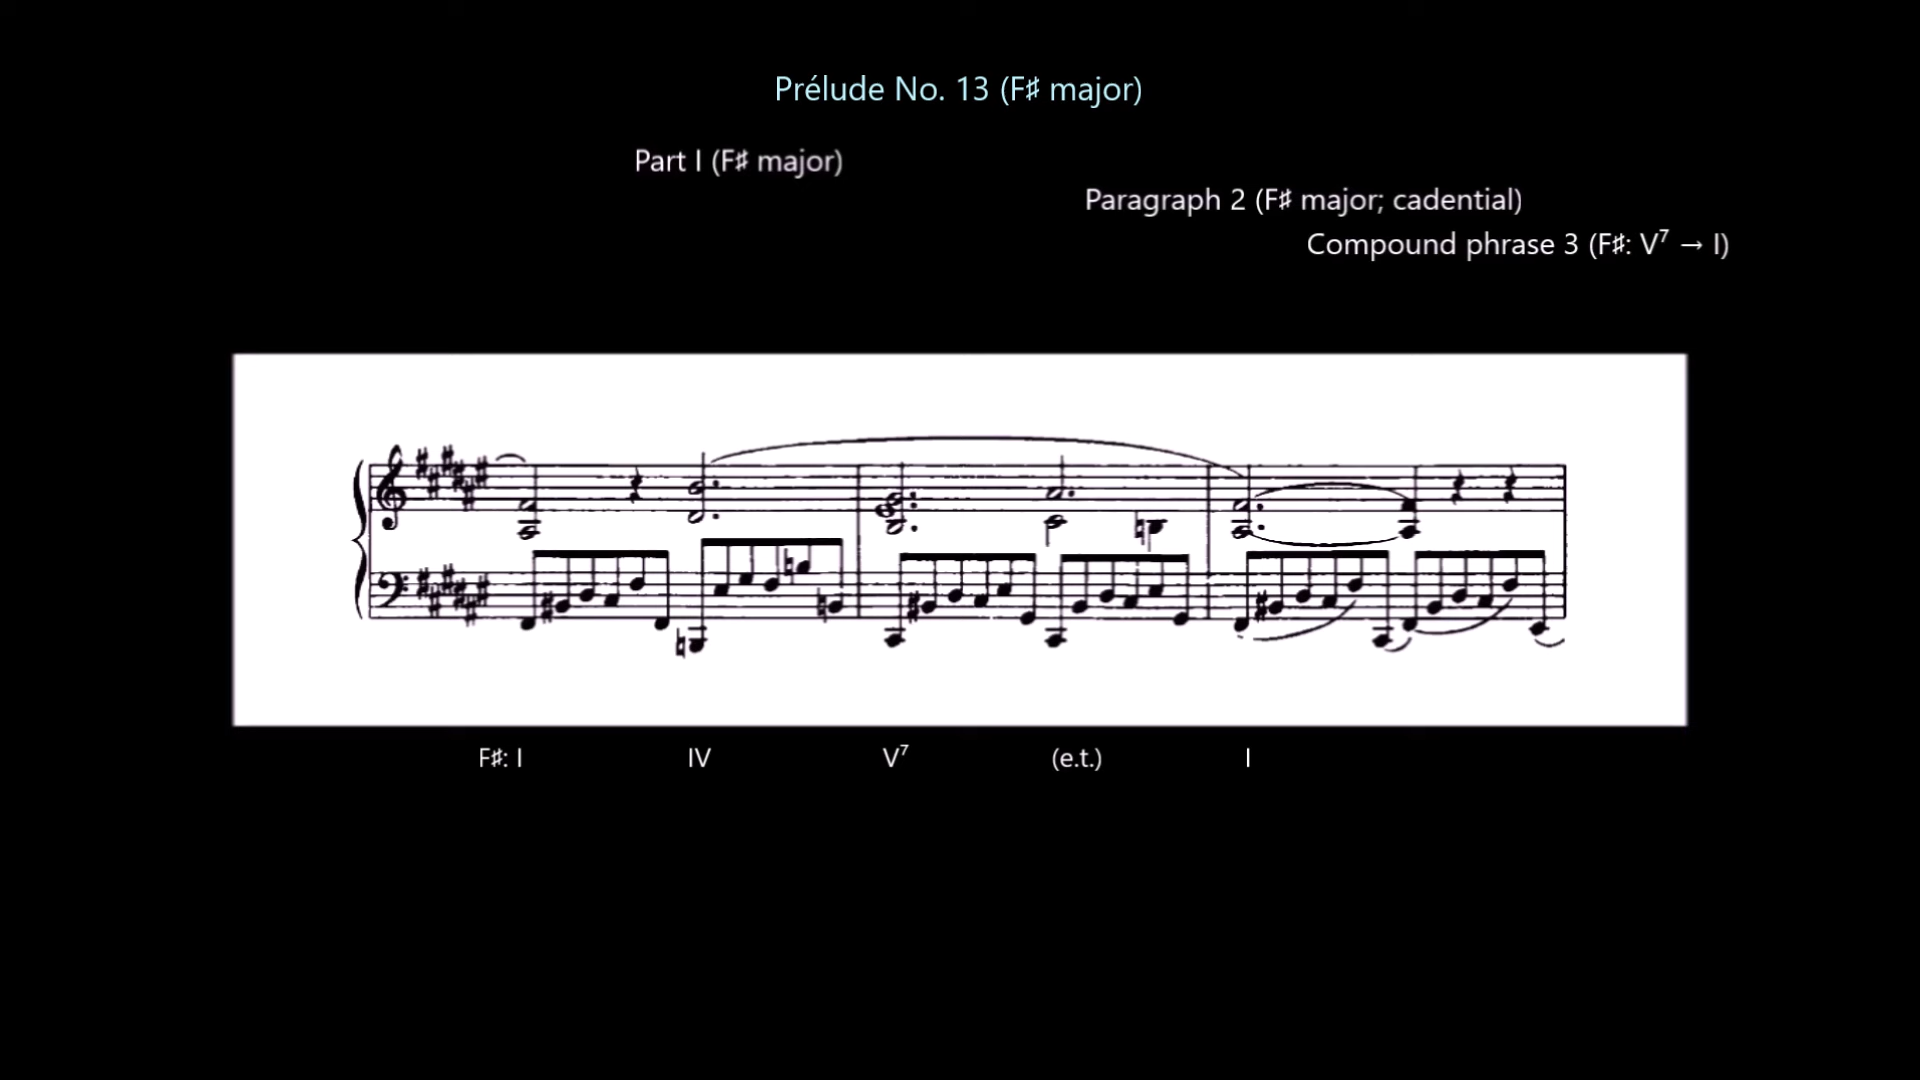 Prélude No. 13 (F♯ major)
Part I (F♯ major)
Paragraph 2 (F♯ major; cadential)
Compound phrase 3 (F♯: V⁷ → I)
F♯: I IV V⁷ (e.t.) I